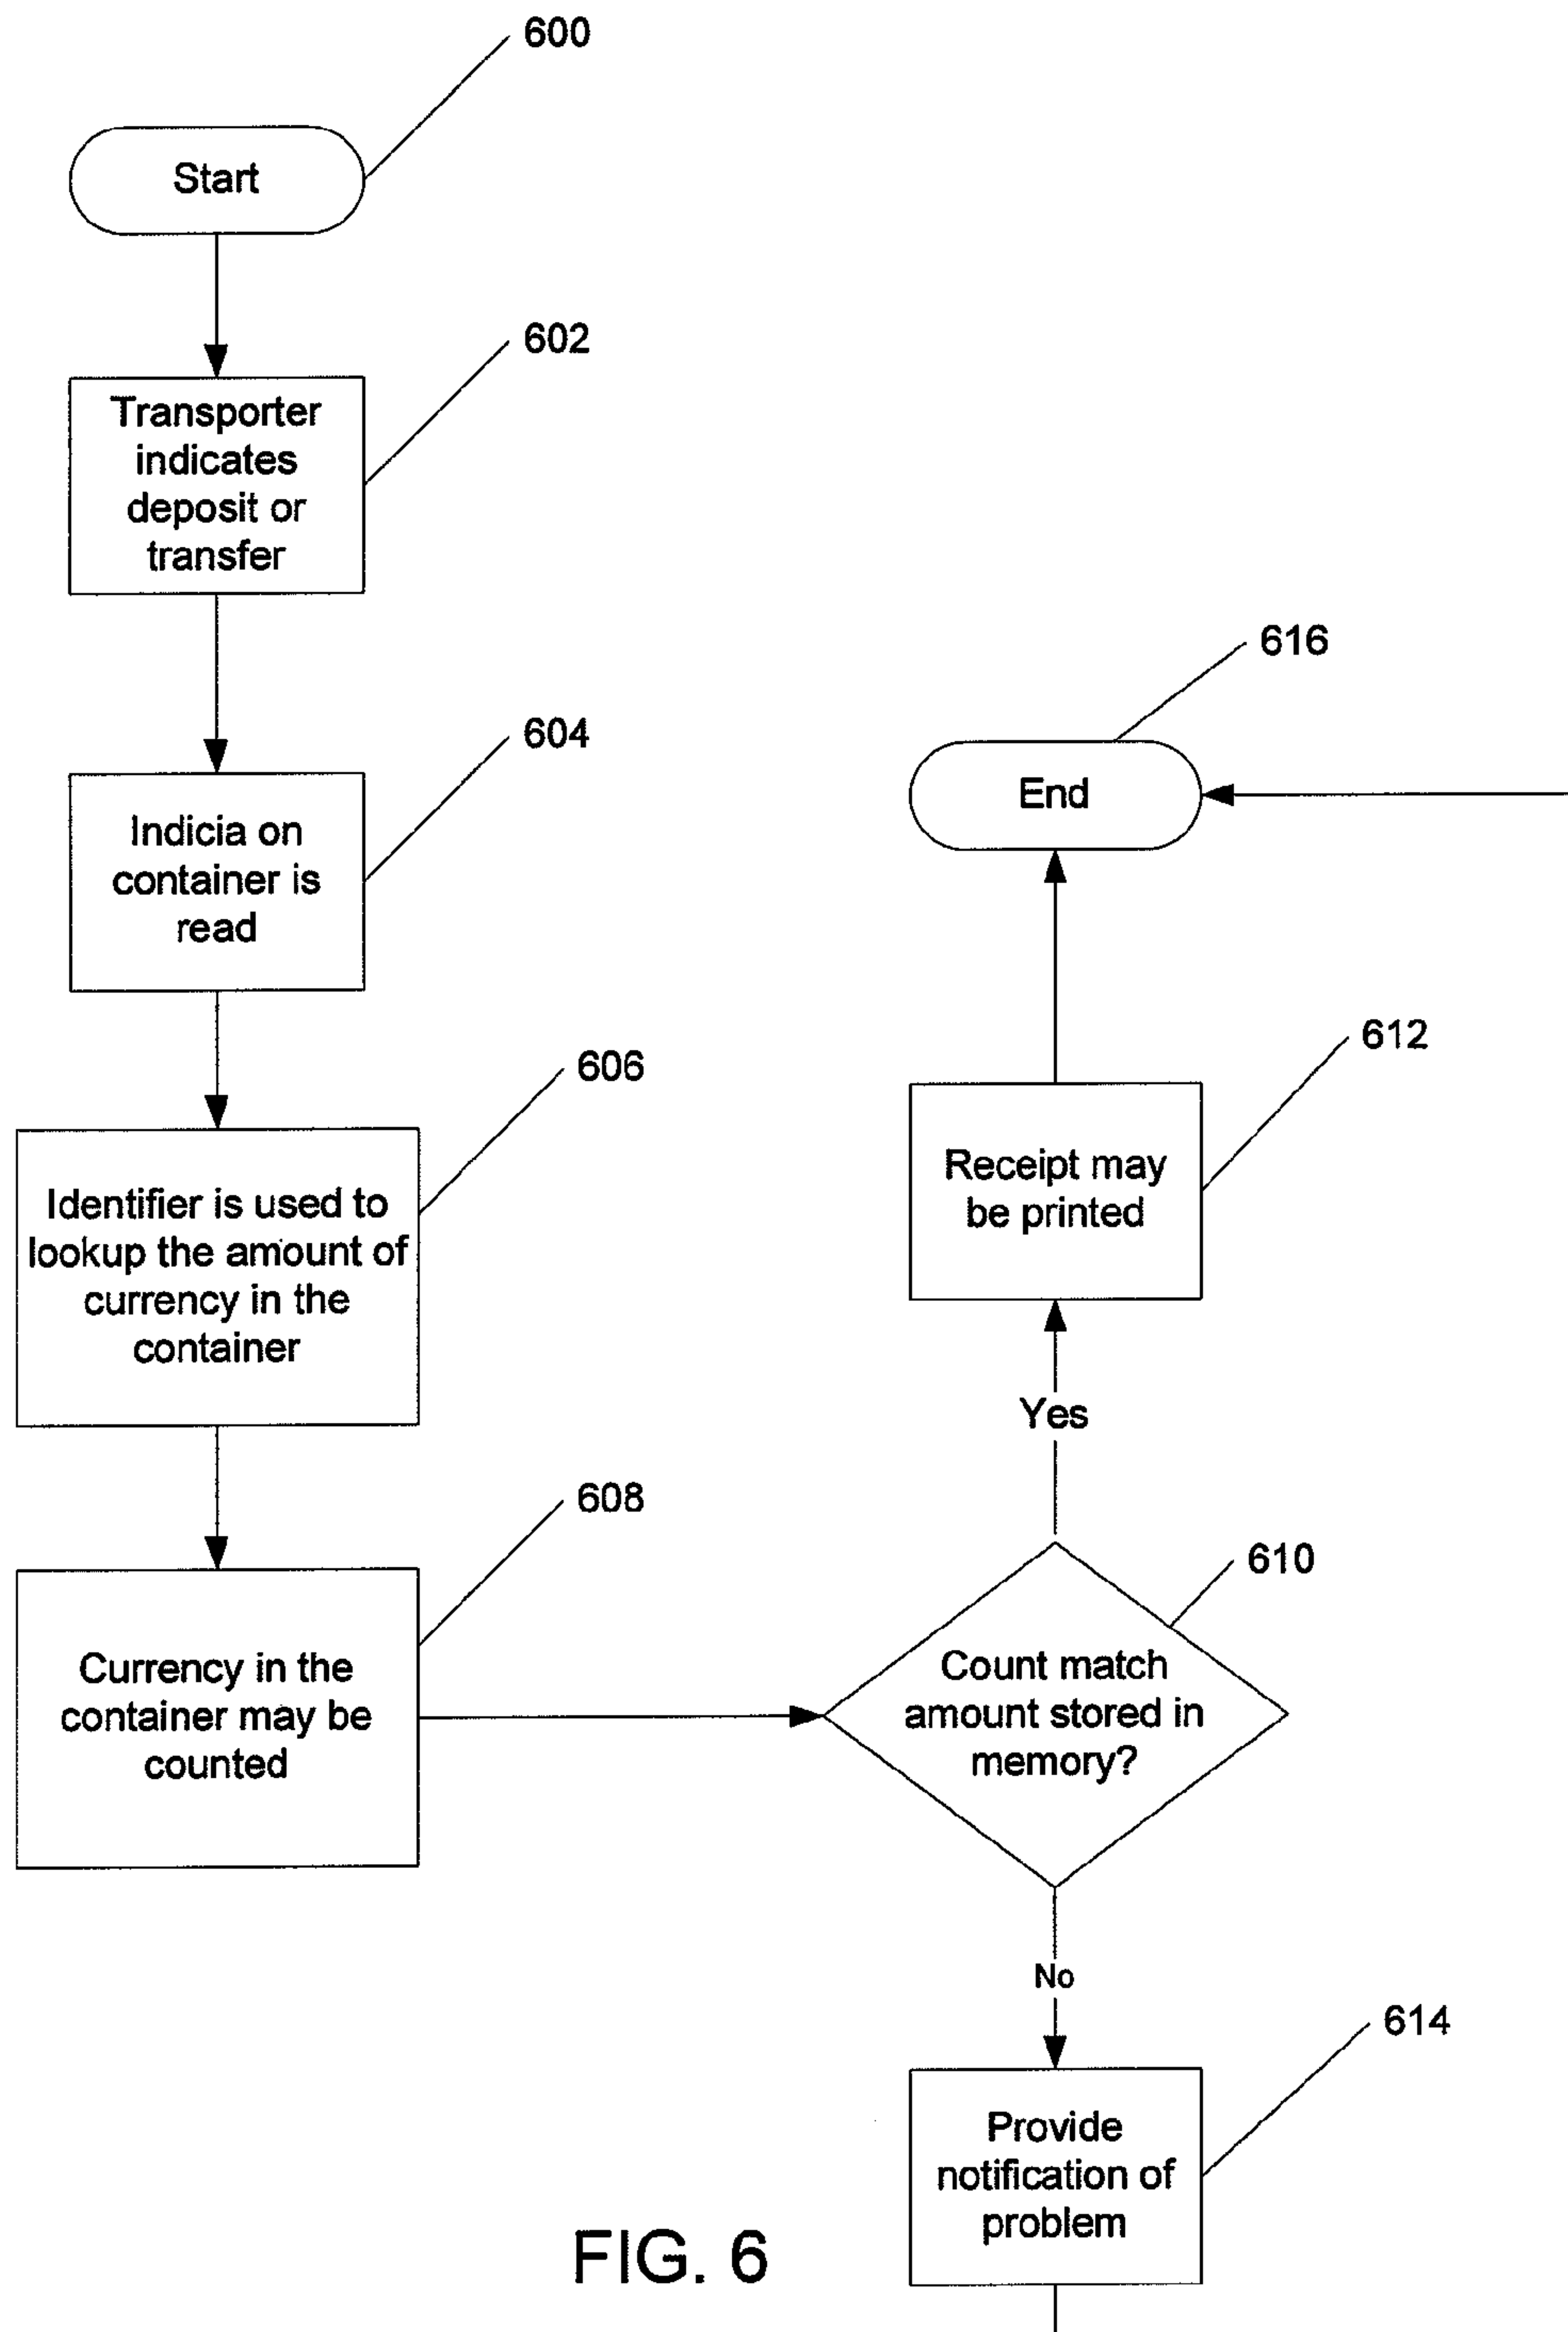 600
Start
602
Transporter
indicates
deposit or
transfer
604
Indicia on
container is
read
606
Identifier is used to
lookup the amount of
currency in the
container
608
Currency in the
container may be
counted
610
Count match
amount stored in
memory?
Yes
612
Receipt may
be printed
616
End
No
614
Provide
notification of
problem
FIG. 6